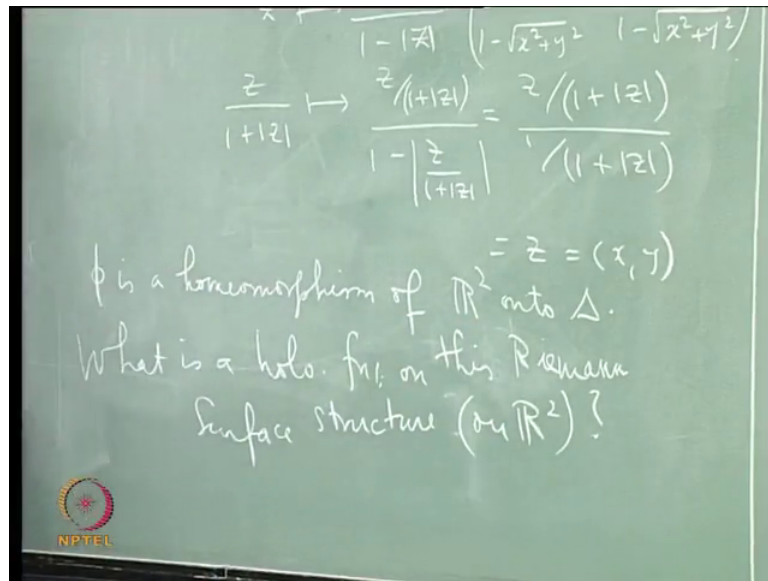 z ⟼ ——— / 1 - |z| ( ——— / 1-√x²+y² ——— / 1-√x²+y² )
z / 1+|z| ⟼ z/(1+|z|) / 1-|z / 1+|z|| = z/(1+|z|) / 1/(1+|z|)
= z = (x, y)
ϕ is a homeomorphism of ℝ² onto Δ.
What is a holo. fn. on this Riemann
Surface structure (on ℝ²)?
NPTEL